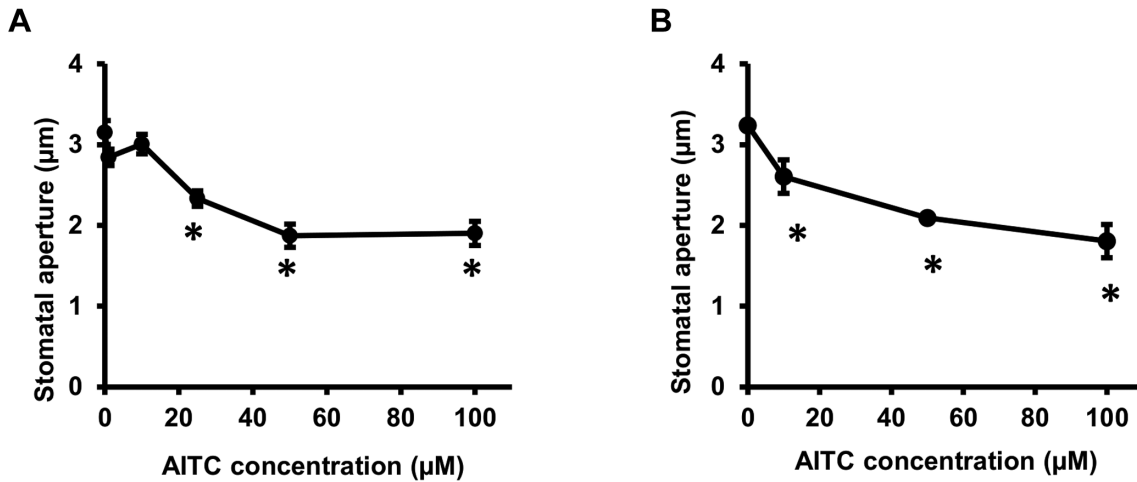 A
Stomatal aperture (µm)
4
3
2
1
0
* * *
0 20 40 60 80 100
AITC concentration (µM)
B
Stomatal aperture (µm)
4
3
2
1
0
* * *
0 20 40 60 80 100
AITC concentration (µM)